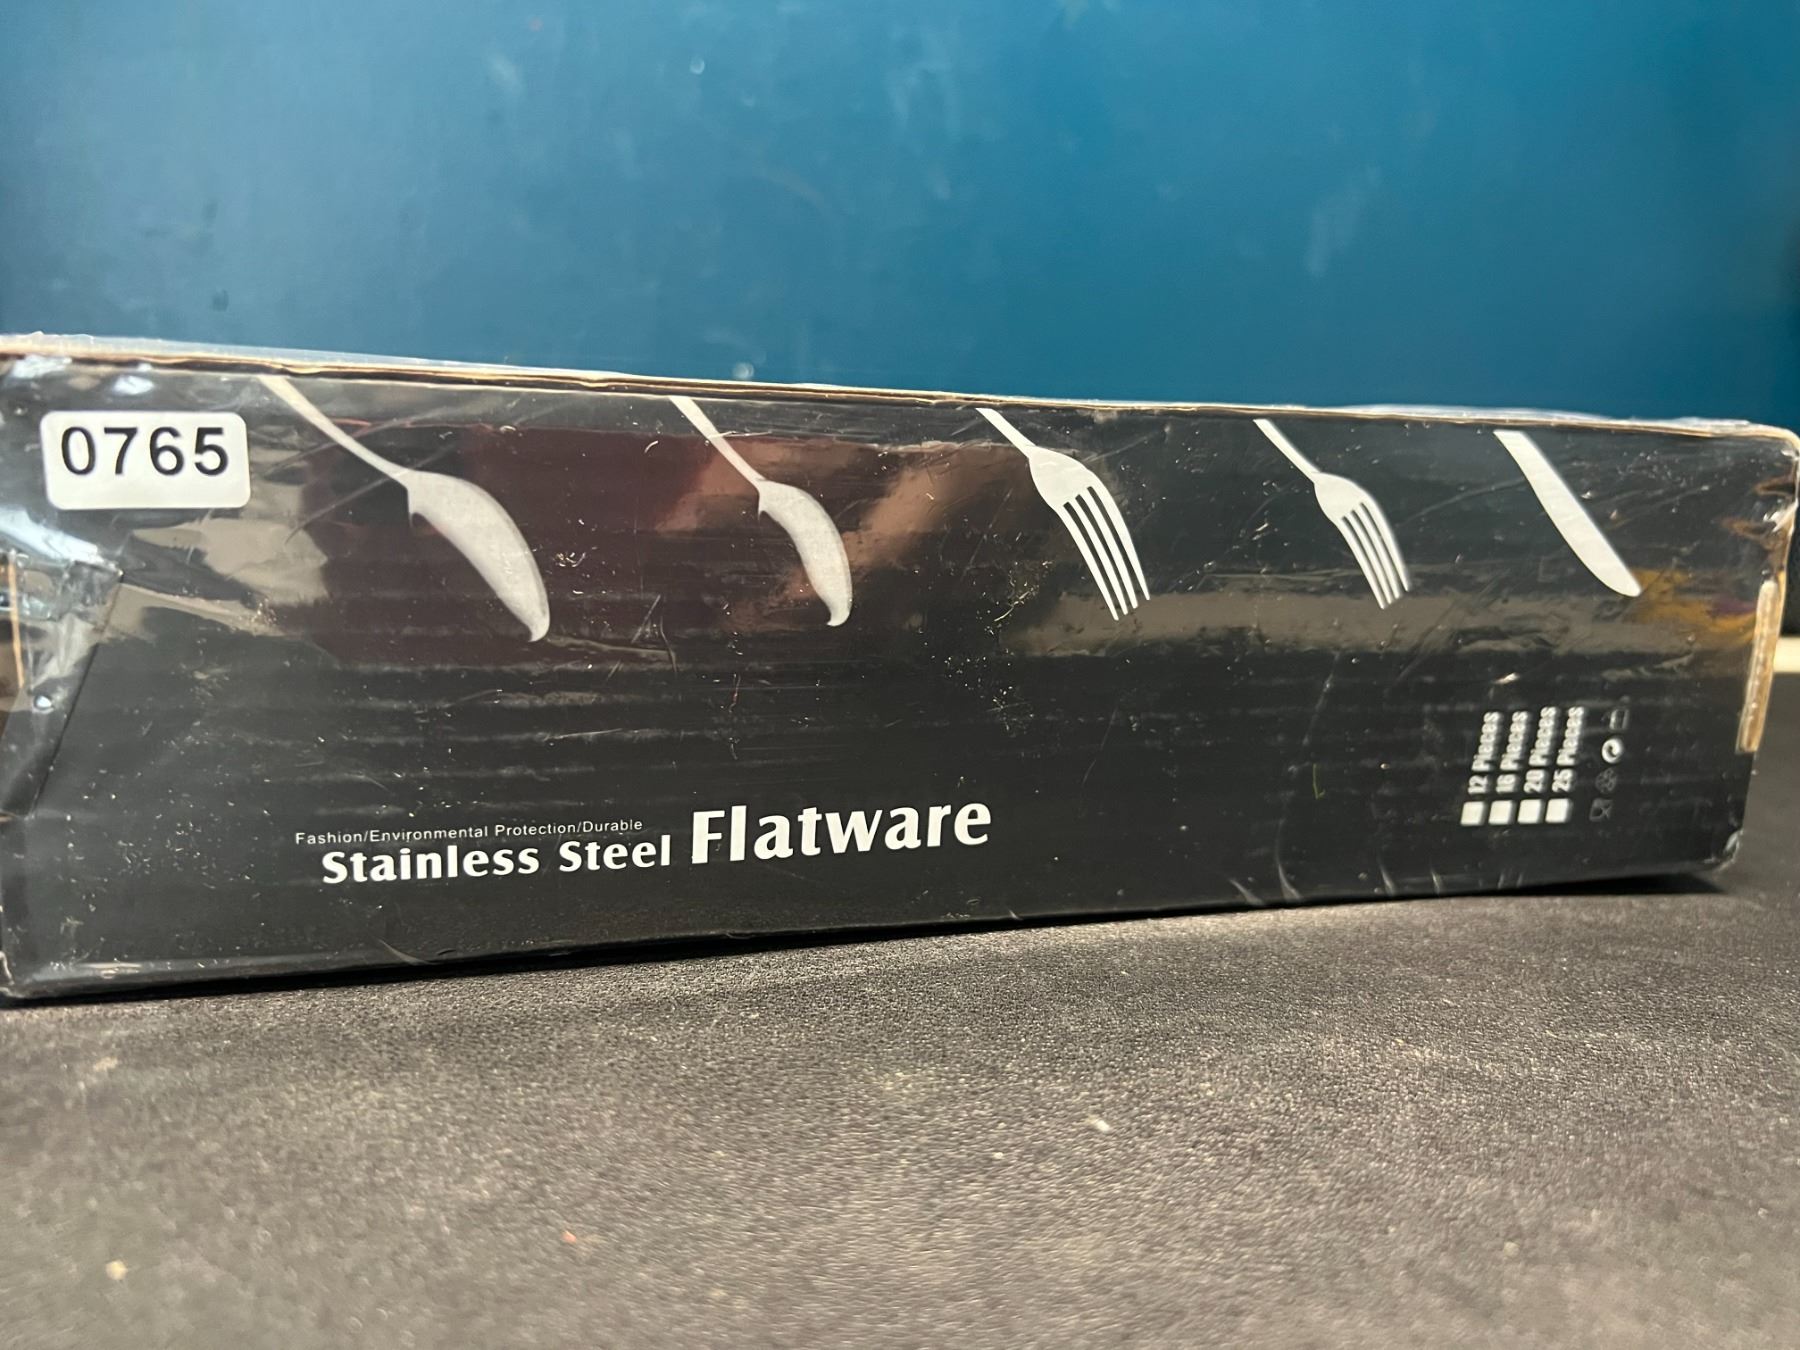 0765
Fashion/Environmental Protection/Durable
Stainless Steel Flatware
12 Pieces
16 Pieces
20 Pieces
25 Pieces